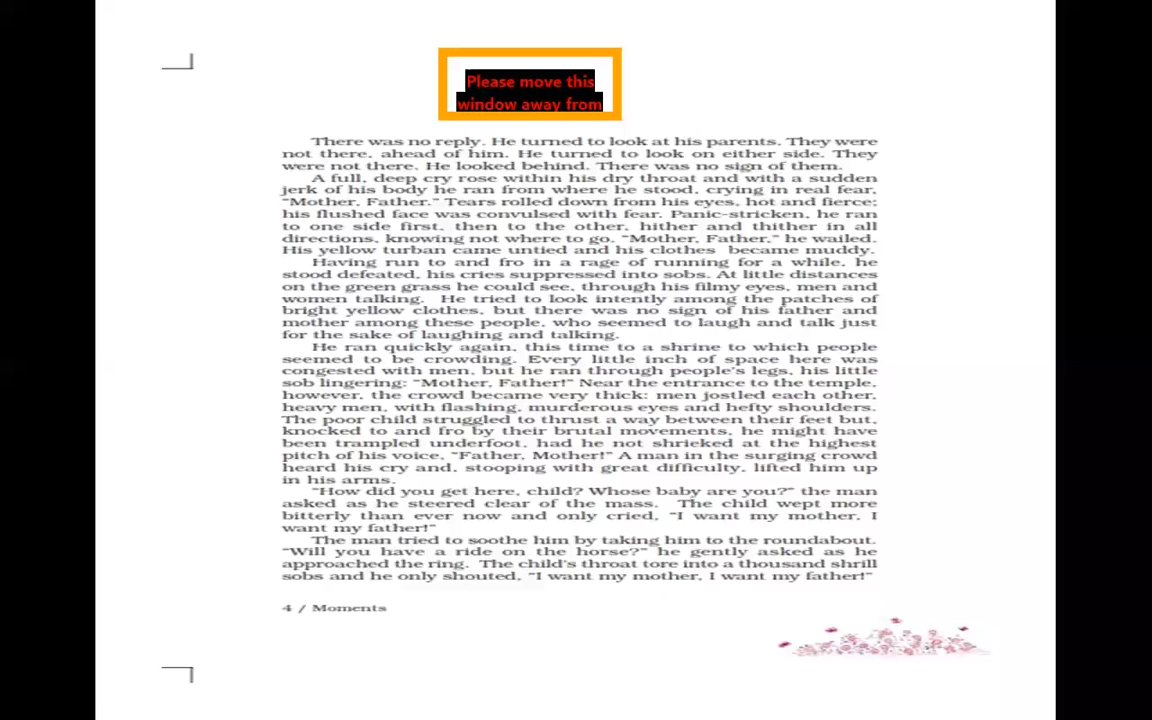 Please move this
window away from
There was no reply. He turned to look at his parents. They were
not there, ahead of him. He turned to look on either side. They
were not there. He looked behind. There was no sign of them.
A full, deep cry rose within his dry throat and with a sudden
jerk of his body he ran from where he stood, crying in real fear,
“Mother, Father.” Tears rolled down from his eyes, hot and fierce;
his flushed face was convulsed with fear. Panic-stricken, he ran
to one side first, then to the other, hither and thither in all
directions, knowing not where to go. “Mother, Father,” he wailed.
His yellow turban came untied and his clothes became muddy.
Having run to and fro in a rage of running for a while, he
stood defeated, his cries suppressed into sobs. At little distances
on the green grass he could see, through his filmy eyes, men and
women talking. He tried to look intently among the patches of
bright yellow clothes, but there was no sign of his father and
mother among these people, who seemed to laugh and talk just
for the sake of laughing and talking.
He ran quickly again, this time to a shrine to which people
seemed to be crowding. Every little inch of space here was
congested with men, but he ran through people’s legs, his little
sob lingering: “Mother, Father!” Near the entrance to the temple,
however, the crowd became very thick: men jostled each other,
heavy men, with flashing, murderous eyes and hefty shoulders.
The poor child struggled to thrust a way between their feet but,
knocked to and fro by their brutal movements, he might have
been trampled underfoot, had he not shrieked at the highest
pitch of his voice, “Father, Mother!” A man in the surging crowd
heard his cry and, stooping with great difficulty, lifted him up
in his arms.
“How did you get here, child? Whose baby are you?” the man
asked as he steered clear of the mass. The child wept more
bitterly than ever now and only cried, “I want my mother, I
want my father!”
The man tried to soothe him by taking him to the roundabout.
“Will you have a ride on the horse?” he gently asked as he
approached the ring. The child’s throat tore into a thousand shrill
sobs and he only shouted, “I want my mother, I want my father!”
4 / Moments